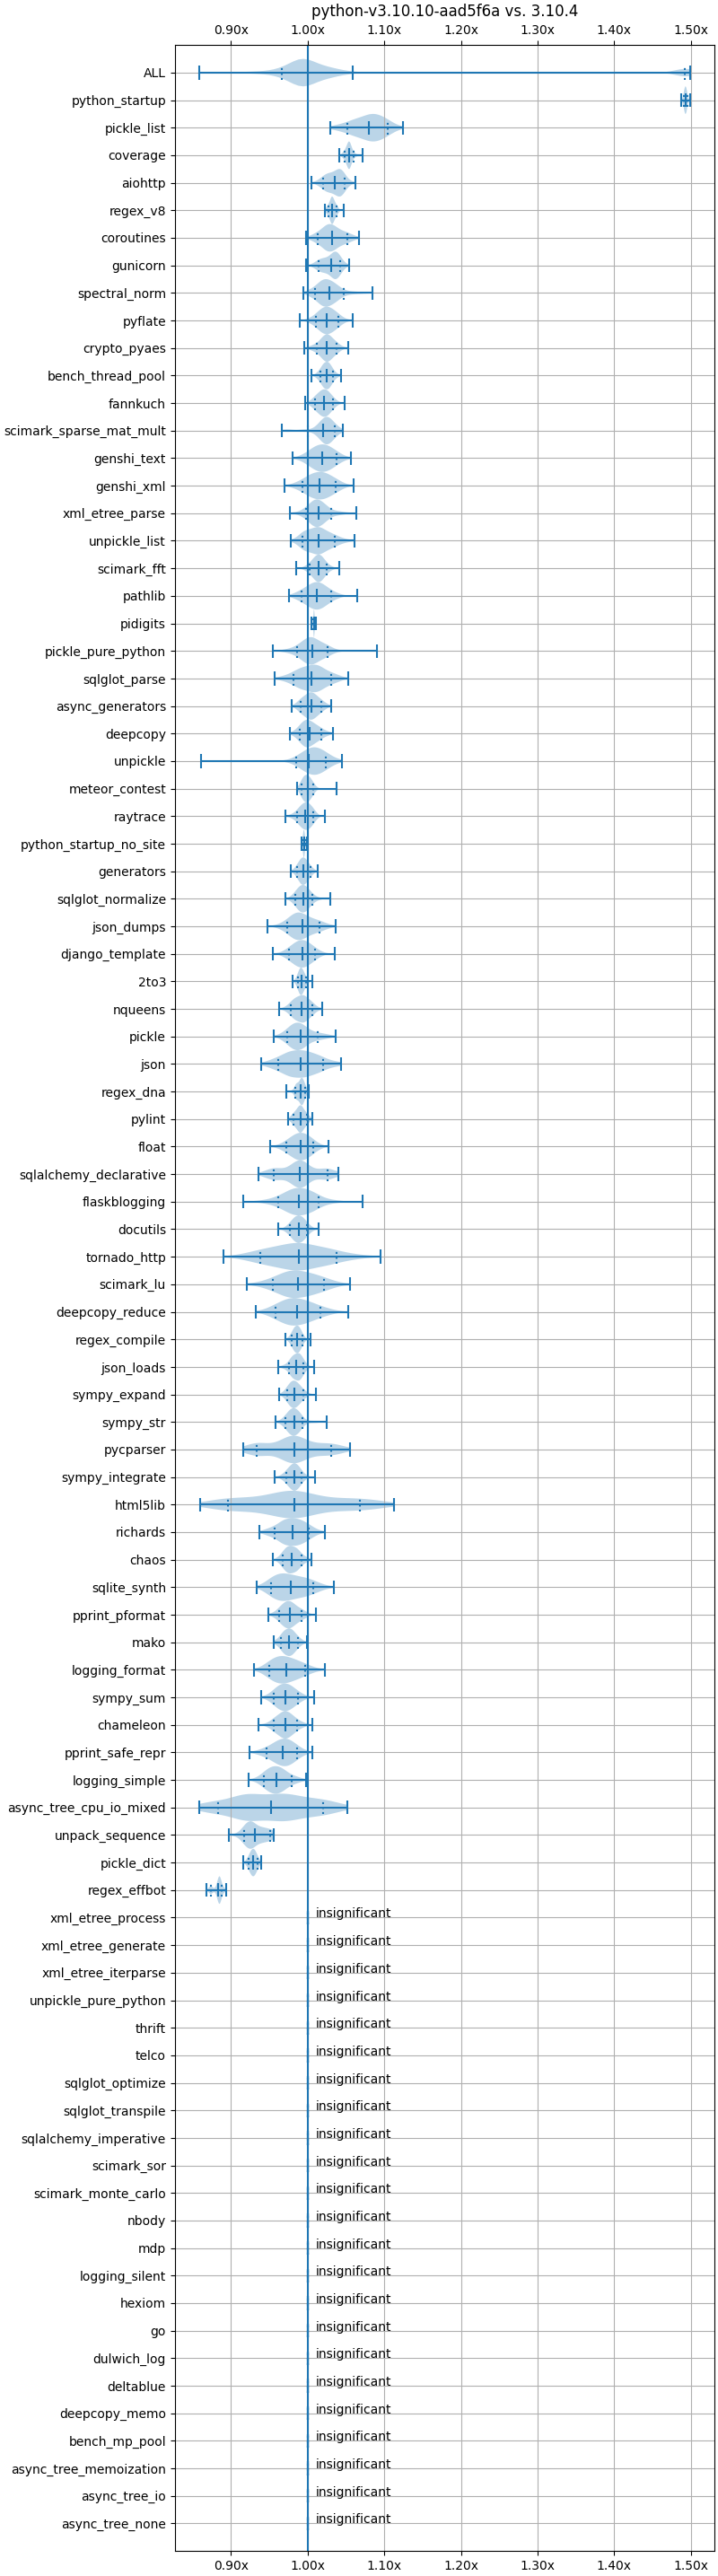 python-v3.10.10-aad5f6a vs. 3.10.4
0.90x 1.00x 1.10x 1.20x 1.30x 1.40x 1.50x
ALL
python_startup
pickle_list
coverage
aiohttp
regex_v8
coroutines
gunicorn
spectral_norm
pyflate
crypto_pyaes
bench_thread_pool
fannkuch
scimark_sparse_mat_mult
genshi_text
genshi_xml
xml_etree_parse
unpickle_list
scimark_fft
pathlib
pidigits
pickle_pure_python
sqlglot_parse
async_generators
deepcopy
unpickle
meteor_contest
raytrace
python_startup_no_site
generators
sqlglot_normalize
json_dumps
django_template
2to3
nqueens
pickle
json
regex_dna
pylint
float
sqlalchemy_declarative
flaskblogging
docutils
tornado_http
scimark_lu
deepcopy_reduce
regex_compile
json_loads
sympy_expand
sympy_str
pycparser
sympy_integrate
html5lib
richards
chaos
sqlite_synth
pprint_pformat
mako
logging_format
sympy_sum
chameleon
pprint_safe_repr
logging_simple
async_tree_cpu_io_mixed
unpack_sequence
pickle_dict
regex_effbot
xml_etree_process insignificant
xml_etree_generate insignificant
xml_etree_iterparse insignificant
unpickle_pure_python insignificant
thrift insignificant
telco insignificant
sqlglot_optimize insignificant
sqlglot_transpile insignificant
sqlalchemy_imperative insignificant
scimark_sor insignificant
scimark_monte_carlo insignificant
nbody insignificant
mdp insignificant
logging_silent insignificant
hexiom insignificant
go insignificant
dulwich_log insignificant
deltablue insignificant
deepcopy_memo insignificant
bench_mp_pool insignificant
async_tree_memoization insignificant
async_tree_io insignificant
async_tree_none insignificant
0.90x 1.00x 1.10x 1.20x 1.30x 1.40x 1.50x